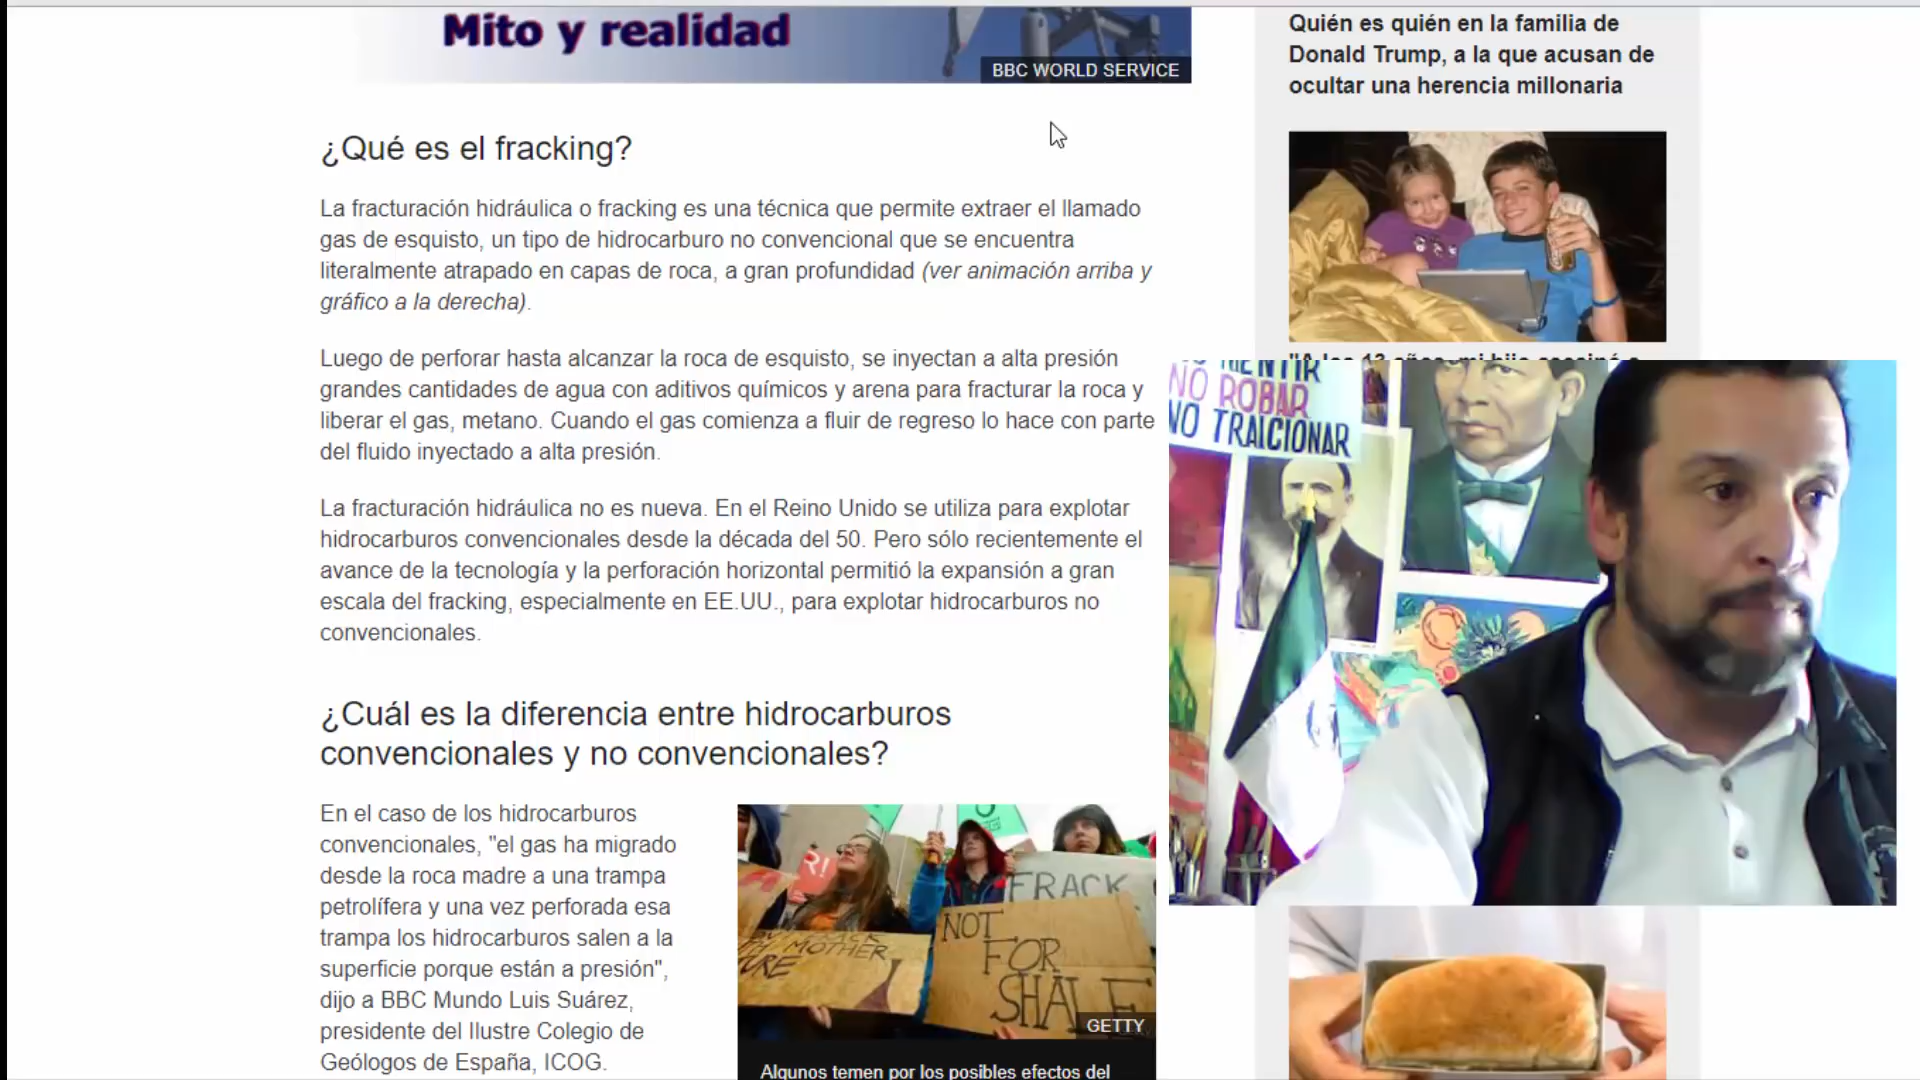 Mito y realidad
BBC WORLD SERVICE
¿Qué es el fracking?
La fracturación hidráulica o fracking es una técnica que permite extraer el llamado
gas de esquisto, un tipo de hidrocarburo no convencional que se encuentra
literalmente atrapado en capas de roca, a gran profundidad (ver animación arriba y
gráfico a la derecha).
Luego de perforar hasta alcanzar la roca de esquisto, se inyectan a alta presión
grandes cantidades de agua con aditivos químicos y arena para fracturar la roca y
liberar el gas, metano. Cuando el gas comienza a fluir de regreso lo hace con parte
del fluido inyectado a alta presión.
La fracturación hidráulica no es nueva. En el Reino Unido se utiliza para explotar
hidrocarburos convencionales desde la década del 50. Pero sólo recientemente el
avance de la tecnología y la perforación horizontal permitió la expansión a gran
escala del fracking, especialmente en EE.UU., para explotar hidrocarburos no
convencionales.
¿Cuál es la diferencia entre hidrocarburos
convencionales y no convencionales?
En el caso de los hidrocarburos
convencionales, "el gas ha migrado
desde la roca madre a una trampa
petrolífera y una vez perforada esa
trampa los hidrocarburos salen a la
superficie porque están a presión",
dijo a BBC Mundo Luis Suárez,
presidente del Ilustre Colegio de
Geólogos de España, ICOG.
FRACK
MOTHER
NOT
FOR
SHALE
GETTY
Algunos temen por los posibles efectos del
Quién es quién en la familia de
Donald Trump, a la que acusan de
ocultar una herencia millonaria
"A los 13 años, mi hijo asesinó a
NO MENTIR
NO ROBAR
NO TRAICIONAR